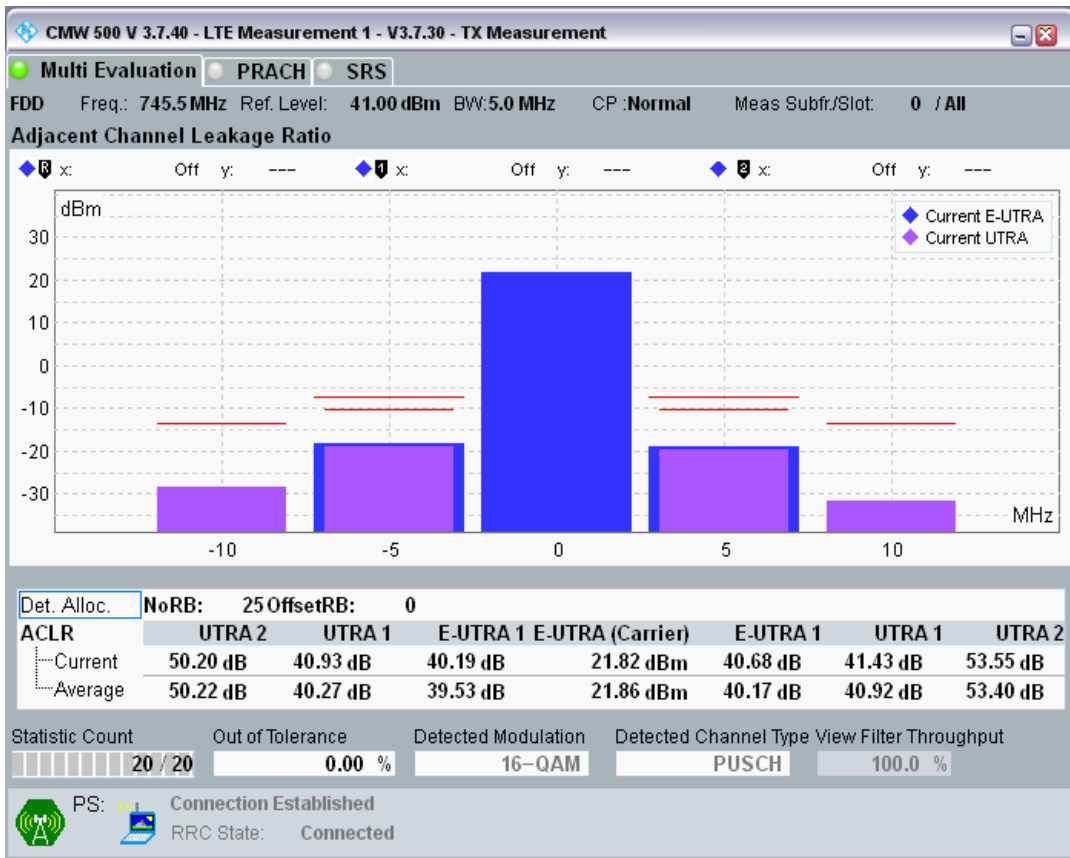 CMW 500 V 3.7.40 - LTE Measurement 1 - V3.7.30 - TX Measurement
Multi Evaluation PRACH SRS
FDD Freq.: 745.5 MHz Ref. Level: 41.00 dBm BW:5.0 MHz CP :Normal Meas Subfr./Slot: 0 / All
Adjacent Channel Leakage Ratio
R x: Off y: --- 1 x: Off y: --- 2 x: Off y: ---
dBm
Current E-UTRA
Current UTRA
30
20
10
0
-10
-20
-30
MHz
-10 -5 0 5 10
Det. Alloc. NoRB: 25 OffsetRB: 0
ACLR UTRA 2 UTRA 1 E-UTRA 1 E-UTRA (Carrier) E-UTRA 1 UTRA 1 UTRA 2
Current 50.20 dB 40.93 dB 40.19 dB 21.82 dBm 40.68 dB 41.43 dB 53.55 dB
Average 50.22 dB 40.27 dB 39.53 dB 21.86 dBm 40.17 dB 40.92 dB 53.40 dB
Statistic Count Out of Tolerance Detected Modulation Detected Channel Type View Filter Throughput
20 / 20 0.00 % 16-QAM PUSCH 100.0 %
PS: Connection Established
RRC State: Connected